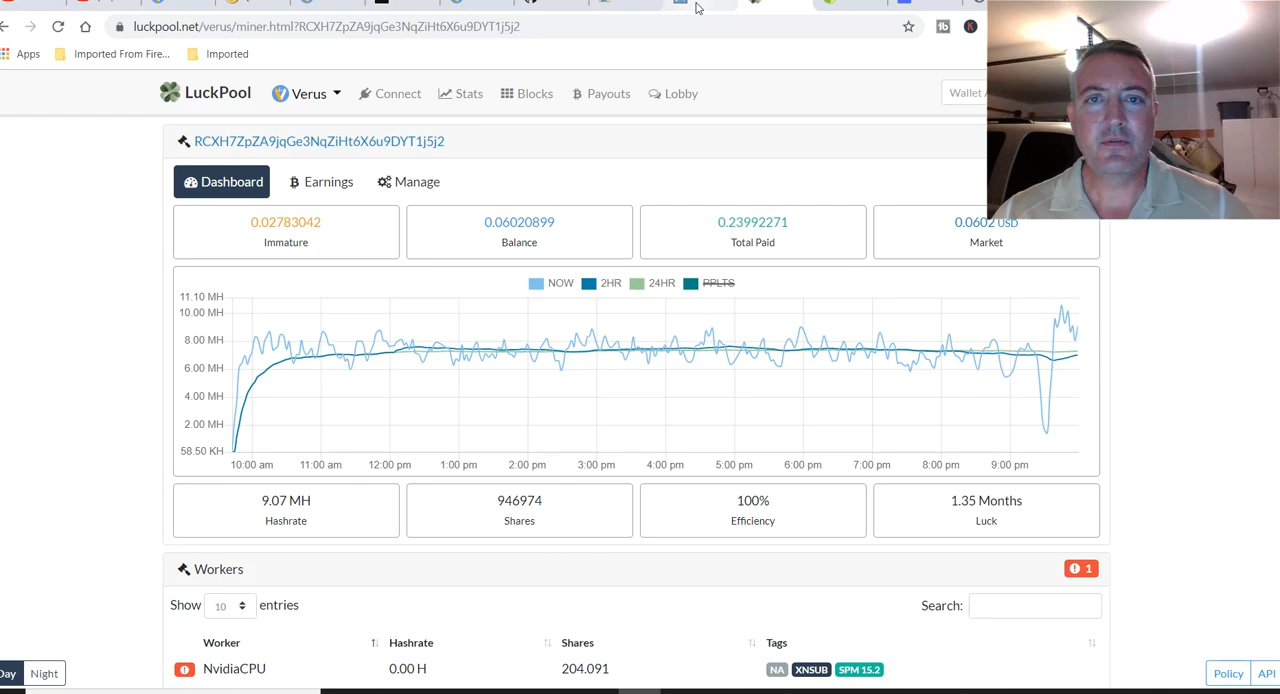 luckpool.net/verus/miner.html?RCXH7ZpZA9jqGe3NqZiHt6X6u9DYT1j5j2
tb
K
Apps Imported From Fire... Imported
LuckPool Verus Connect Stats Blocks Payouts Lobby Wallet
RCXH7ZpZA9jqGe3NqZiHt6X6u9DYT1j5j2
Dashboard Earnings Manage
0.02783042 0.06020899 0.23992271 0.0602 USD
Immature Balance Total Paid Market
NOW 2HR 24HR PPLTS
11.10 MH
10.00 MH
8.00 MH
6.00 MH
4.00 MH
2.00 MH
58.50 KH
10:00 am 11:00 am 12:00 pm 1:00 pm 2:00 pm 3:00 pm 4:00 pm 5:00 pm 6:00 pm 7:00 pm 8:00 pm 9:00 pm
9.07 MH 946974 100% 1.35 Months
Hashrate Shares Efficiency Luck
Workers 1
Show 10 entries Search:
Worker Hashrate Shares Tags
NvidiaCPU 0.00 H 204.091 NA XNSUB SPM 15.2
Day Night Policy API